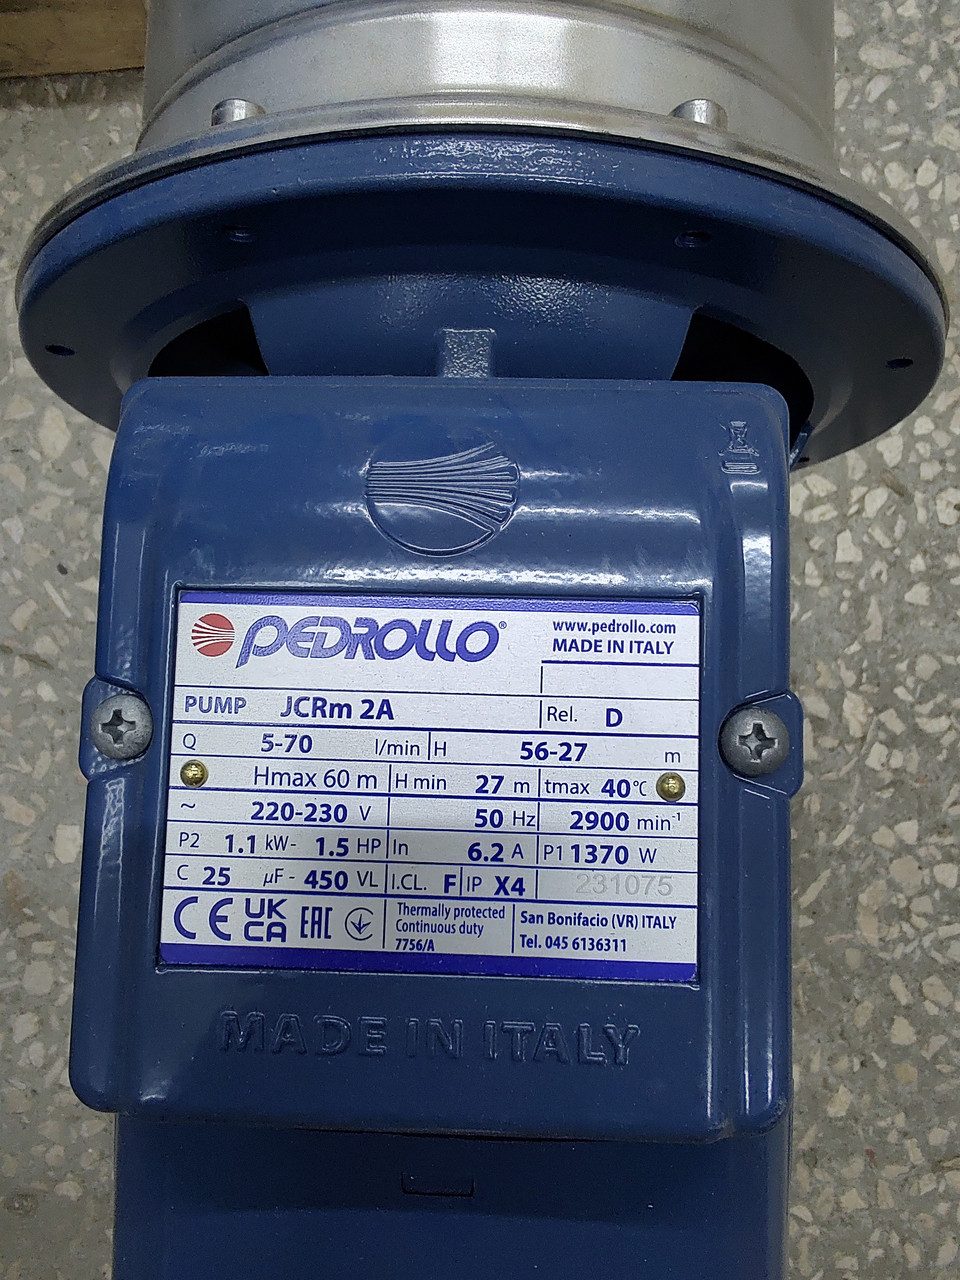 PEDROLLO®
www.pedrollo.com
MADE IN ITALY
PUMP JCRm 2A Rel. D
Q 5-70 l/min H 56-27 m
Hmax 60 m H min 27 m tmax 40°C
~ 220-230 V 50 Hz 2900 min⁻¹
P2 1.1 kW- 1.5 HP In 6.2 A P1 1370 W
C 25 µF - 450 VL I.CL. F IP X4 231075
CE UK CA EAC
Thermally protected
Continuous duty
7756/A
San Bonifacio (VR) ITALY
Tel. 045 6136311
MADE IN ITALY